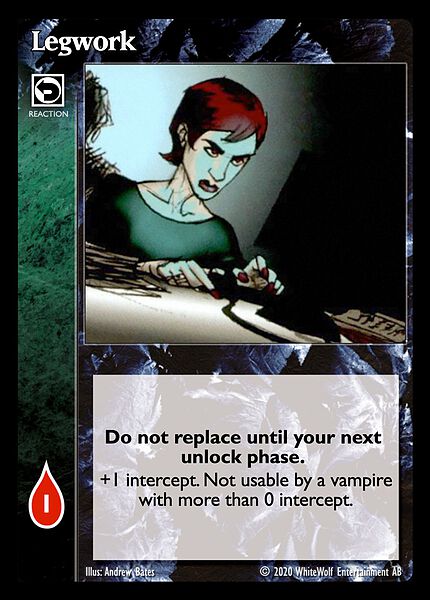 Legwork
REACTION
Do not replace until your next
unlock phase.
+1 intercept. Not usable by a vampire
with more than 0 intercept.
1
Illus: Andrew Bates
© 2020 WhiteWolf Entertainment AB